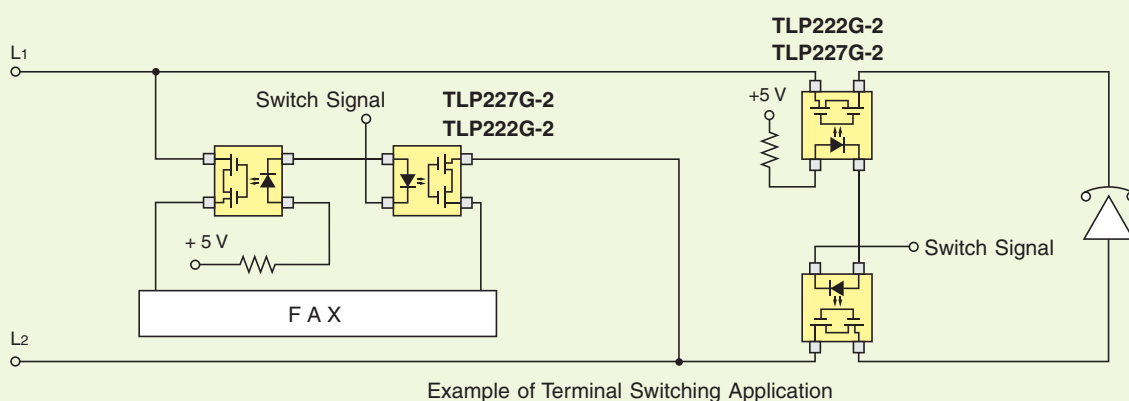 TLP222G-2
TLP227G-2
L1
Switch Signal
TLP227G-2
TLP222G-2
+5 V
+ 5 V
Switch Signal
F A X
L2
Example of Terminal Switching Application